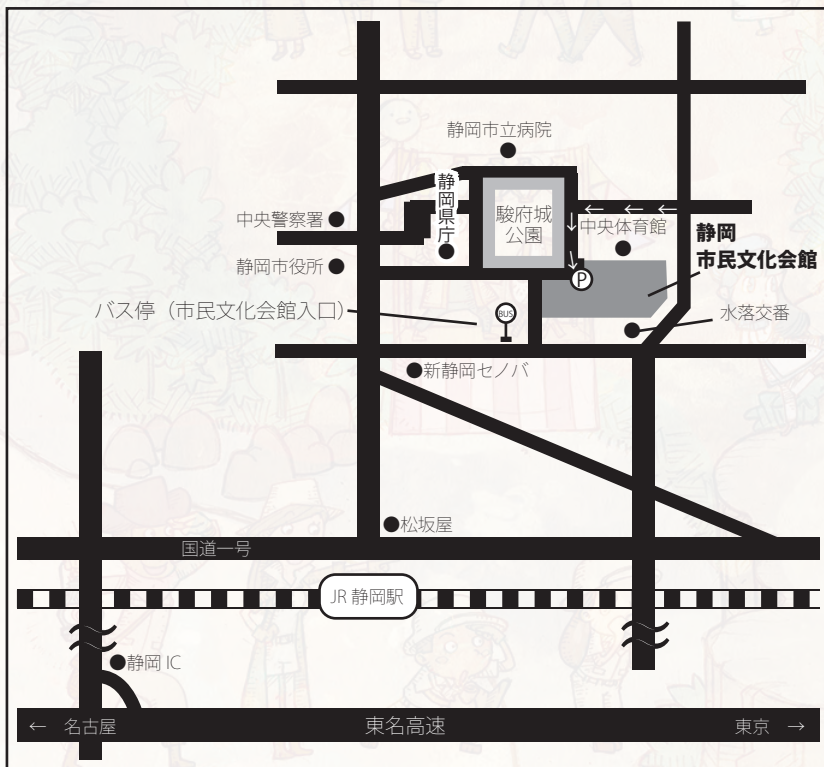 静岡市立病院
静岡県庁
駿府城
公園
← ← ←
↓
↓
中央警察署
中央体育館
静岡
市民文化会館
静岡市役所
P
バス停（市民文化会館入口）
BUS
水落交番
新静岡セノバ
松坂屋
国道一号
JR 静岡駅
静岡 IC
← 名古屋
東名高速
東京 →